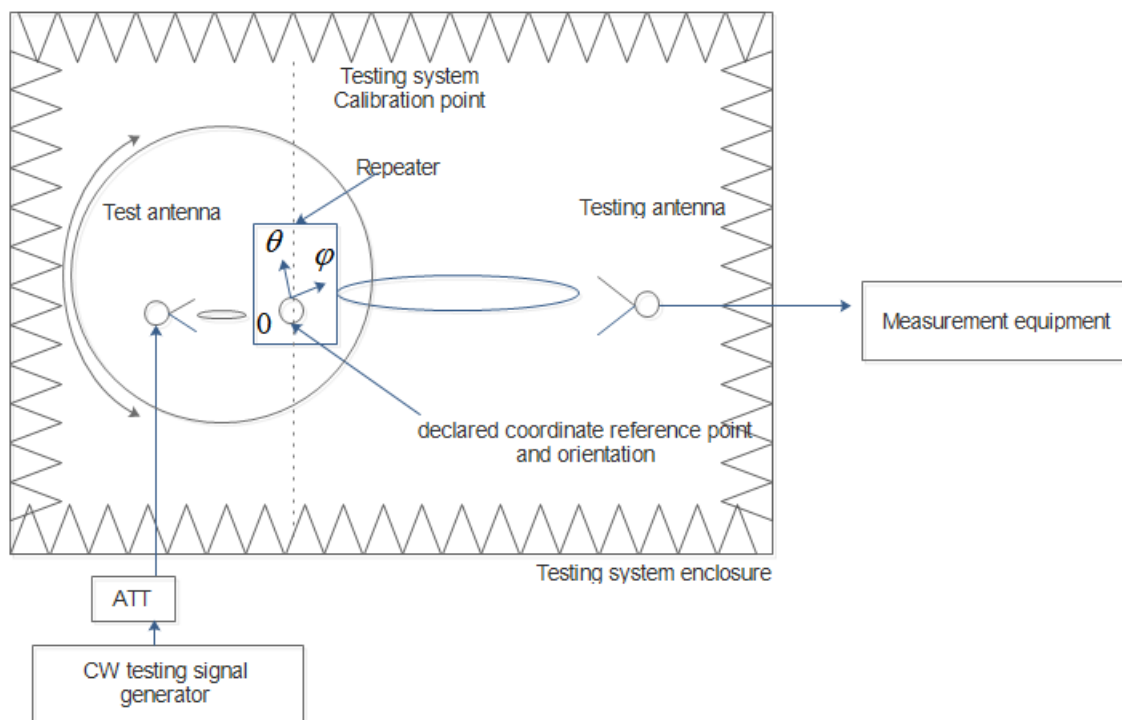 Testing system
Calibration point
Repeater
Test antenna
Testing antenna
θ
φ
0
Measurement equipment
declared coordinate reference point
and orientation
Testing system enclosure
ATT
CW testing signal
generator